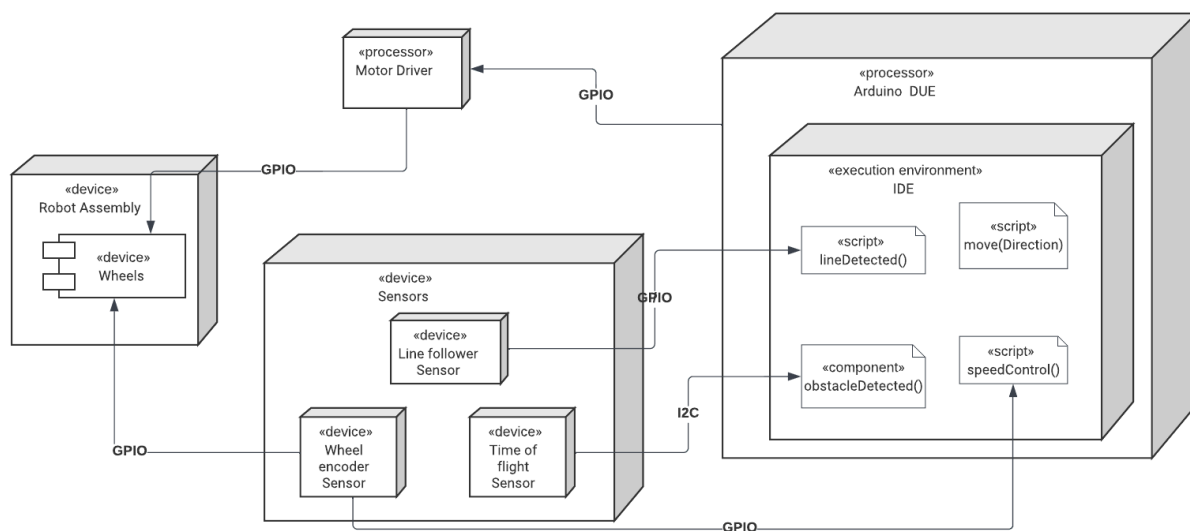 «processor»
Motor Driver
GPIO
«processor»
Arduino DUE
«execution environment»
IDE
«script»
lineDetected()
«script»
move(Direction)
«component»
obstacleDetected()
«script»
speedControl()
GPIO
«device»
Robot Assembly
«device»
Wheels
«device»
Sensors
«device»
Line follower
Sensor
GPIO
«device»
Wheel
encoder
Sensor
«device»
Time of
flight
Sensor
I2C
GPIO
GPIO